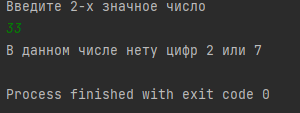 Введите 2-х значное число
33
В данном числе нету цифр 2 или 7
Process finished with exit code 0